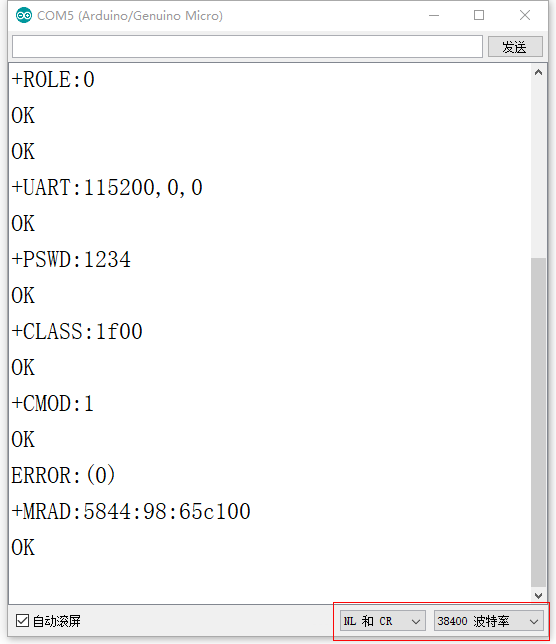 COM5 (Arduino/Genuino Micro)
发送
+ROLE:0
OK
OK
+UART:115200,0,0
OK
+PSWD:1234
OK
+CLASS:1f00
OK
+CMOD:1
OK
ERROR:(0)
+MRAD:5844:98:65c100
OK
自动滚屏 NL 和 CR 38400 波特率